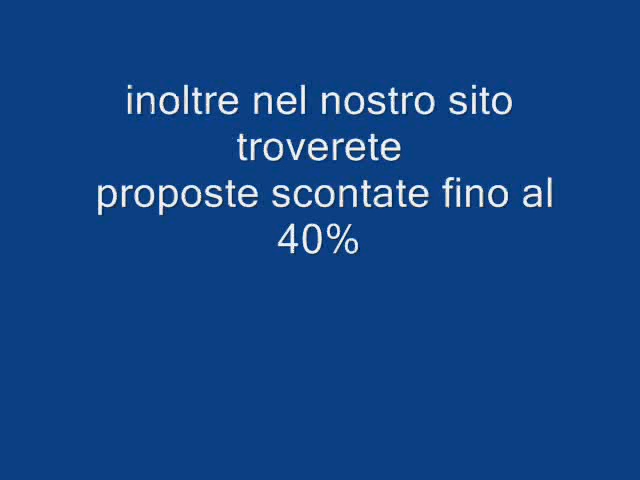 inoltre nel nostro sito
troverete
proposte scontate fino al
40%